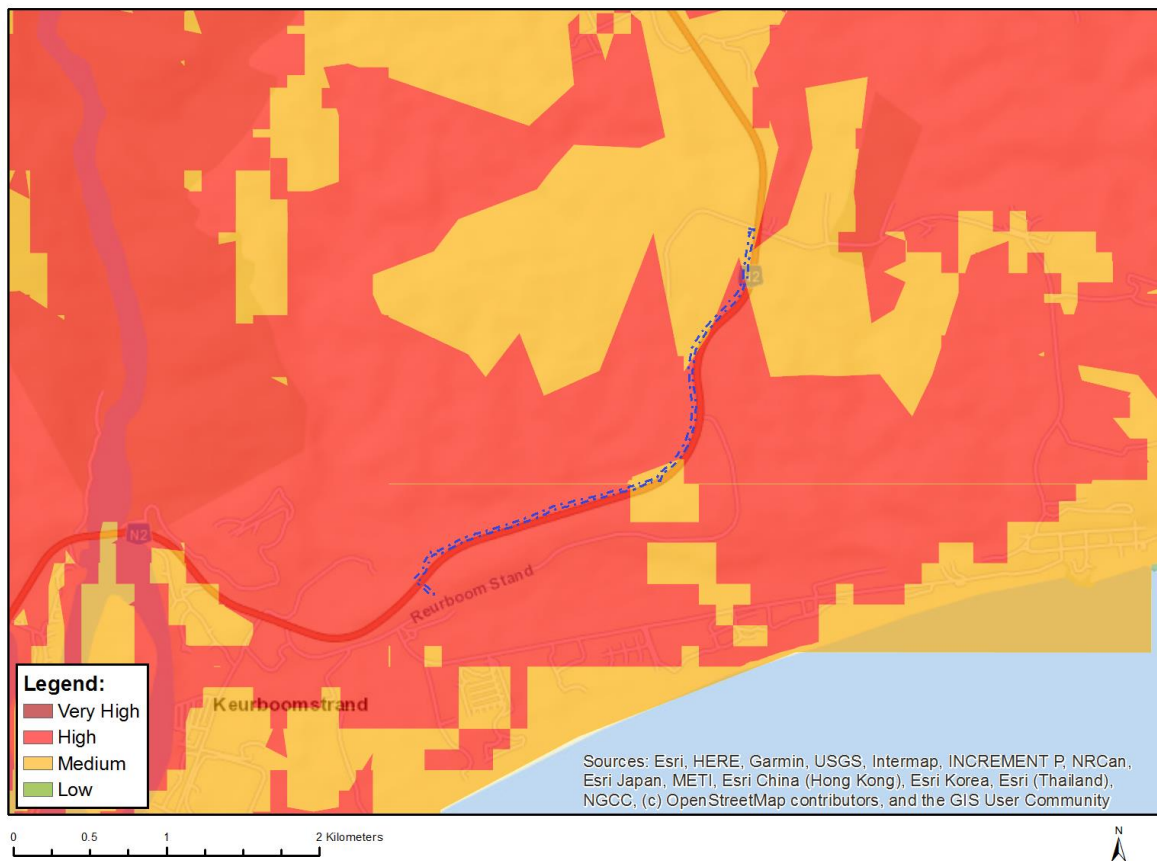 N2
N2
Reurboom Stand
Keurboomstrand
Legend:
Very High
High
Medium
Low
Sources: Esri, HERE, Garmin, USGS, Intermap, INCREMENT P, NRCan,
Esri Japan, METI, Esri China (Hong Kong), Esri Korea, Esri (Thailand),
NGCC, (c) OpenStreetMap contributors, and the GIS User Community
0 0.5 1 2 Kilometers
N